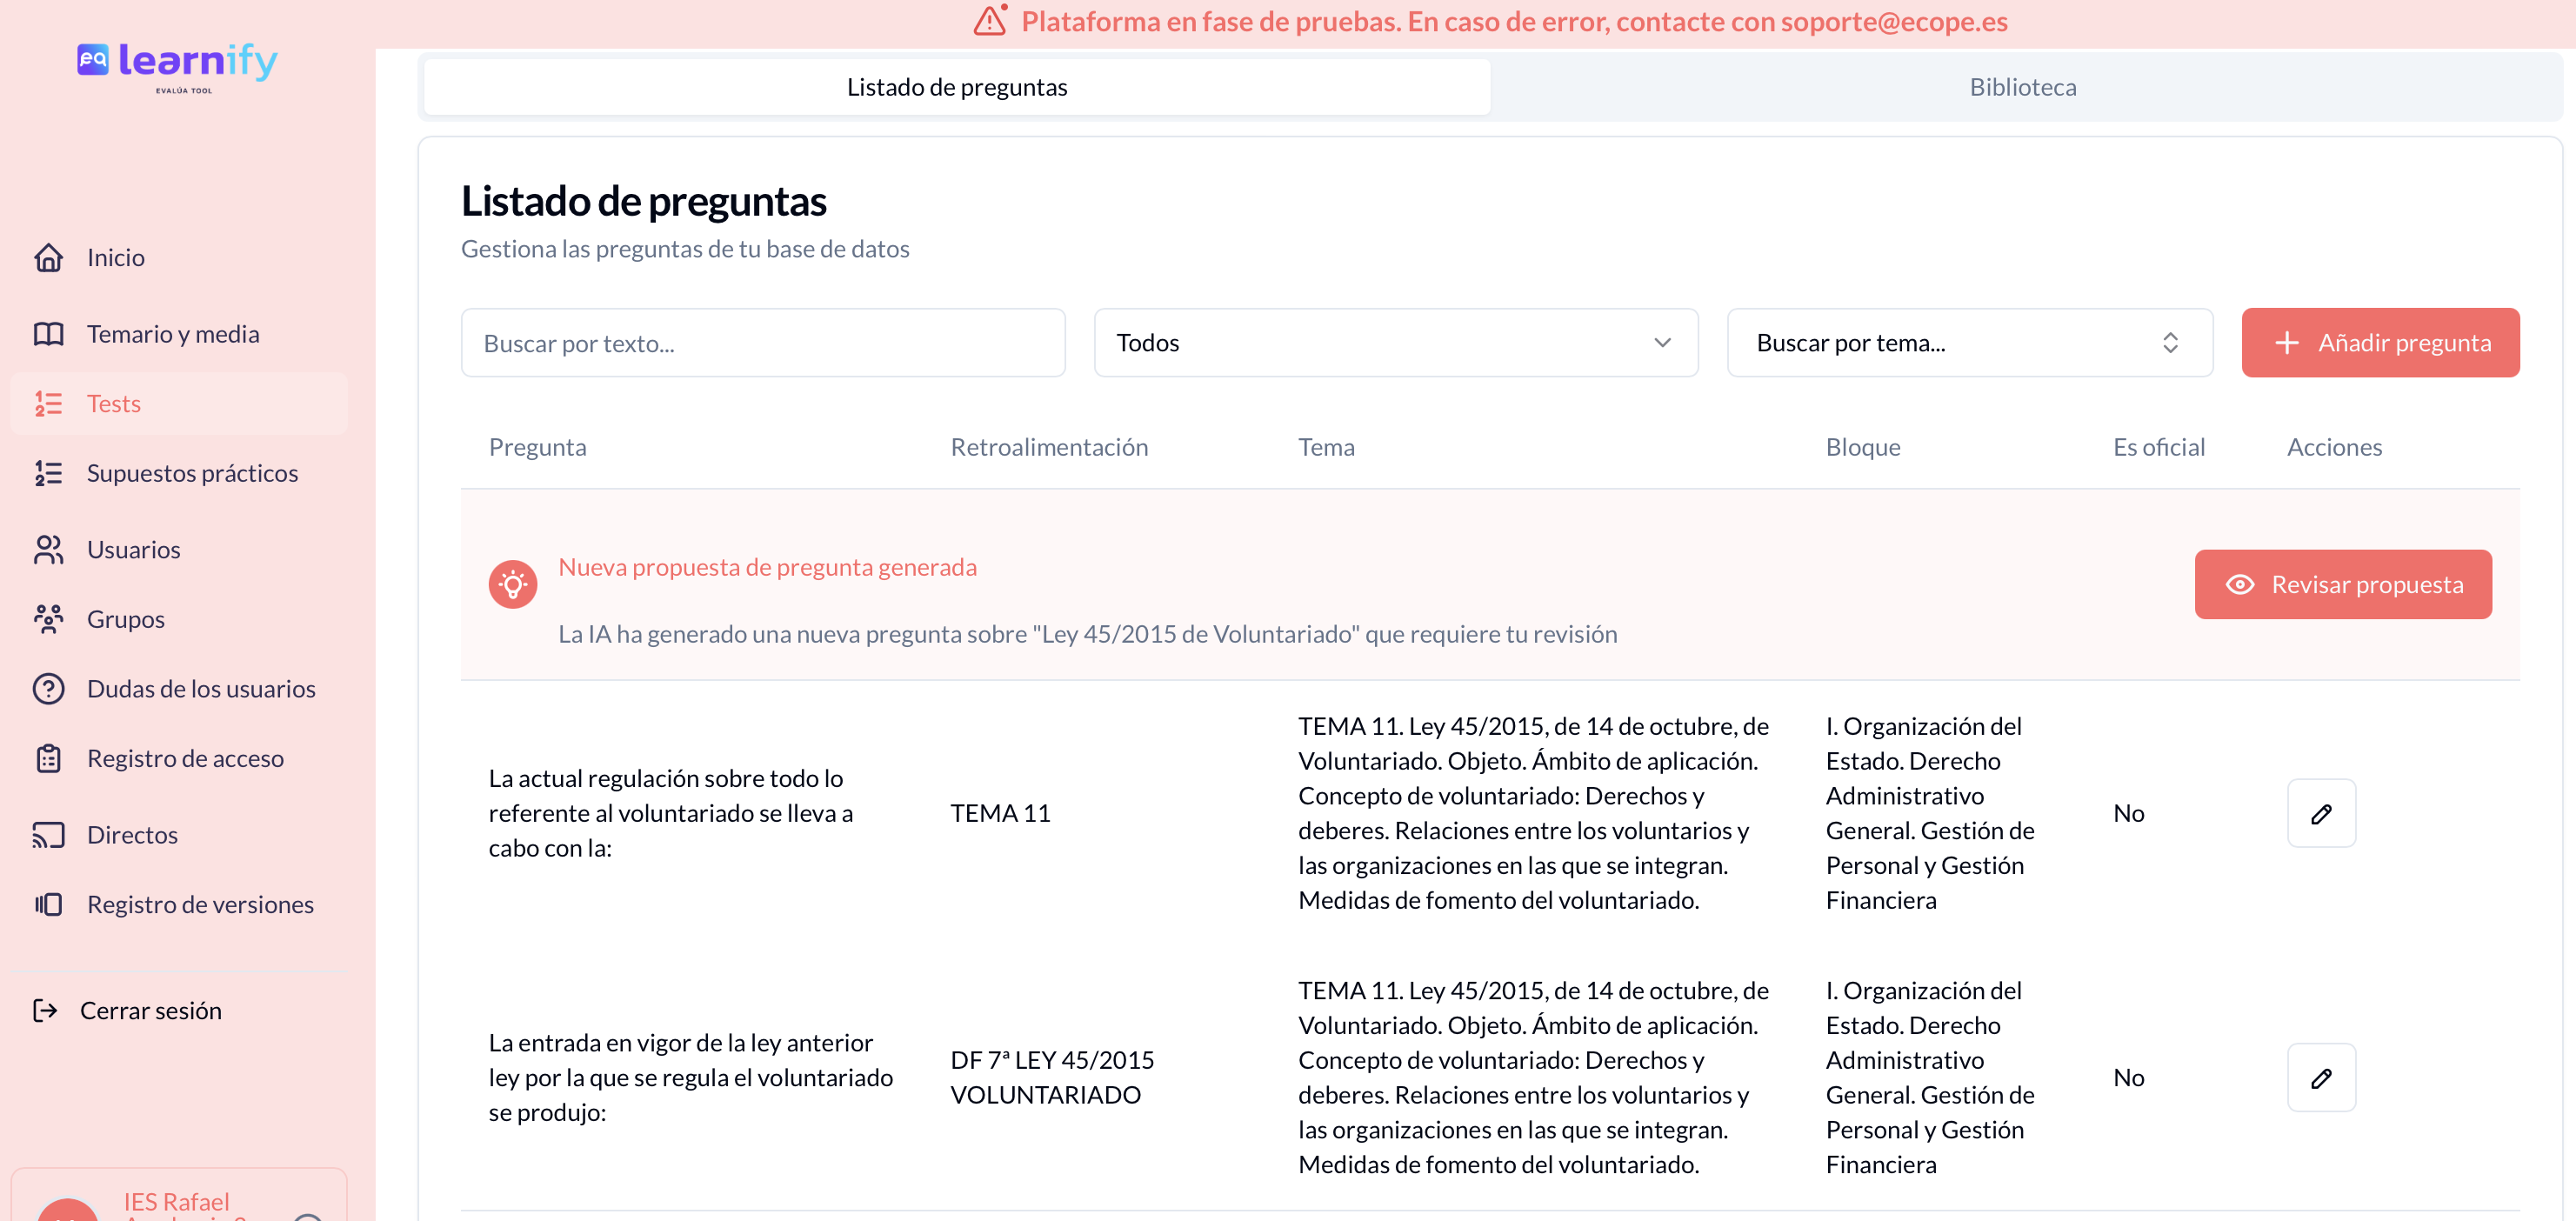 Plataforma en fase de pruebas. En caso de error, contacte con soporte@ecope.es
eq learnify
EVALÚA TOOL
Inicio
Temario y media
Tests
Supuestos prácticos
Usuarios
Grupos
Dudas de los usuarios
Registro de acceso
Directos
Registro de versiones
Cerrar sesión
IES Rafael
Listado de preguntas
Biblioteca
Listado de preguntas
Gestiona las preguntas de tu base de datos
Buscar por texto...
Todos
Buscar por tema...
Añadir pregunta
Pregunta
Retroalimentación
Tema
Bloque
Es oficial
Acciones
Nueva propuesta de pregunta generada
La IA ha generado una nueva pregunta sobre "Ley 45/2015 de Voluntariado" que requiere tu revisión
Revisar propuesta
La actual regulación sobre todo lo
referente al voluntariado se lleva a
cabo con la:
TEMA 11
TEMA 11. Ley 45/2015, de 14 de octubre, de
Voluntariado. Objeto. Ámbito de aplicación.
Concepto de voluntariado: Derechos y
deberes. Relaciones entre los voluntarios y
las organizaciones en las que se integran.
Medidas de fomento del voluntariado.
I. Organización del
Estado. Derecho
Administrativo
General. Gestión de
Personal y Gestión
Financiera
No
La entrada en vigor de la ley anterior
ley por la que se regula el voluntariado
se produjo:
DF 7ª LEY 45/2015
VOLUNTARIADO
TEMA 11. Ley 45/2015, de 14 de octubre, de
Voluntariado. Objeto. Ámbito de aplicación.
Concepto de voluntariado: Derechos y
deberes. Relaciones entre los voluntarios y
las organizaciones en las que se integran.
Medidas de fomento del voluntariado.
I. Organización del
Estado. Derecho
Administrativo
General. Gestión de
Personal y Gestión
Financiera
No